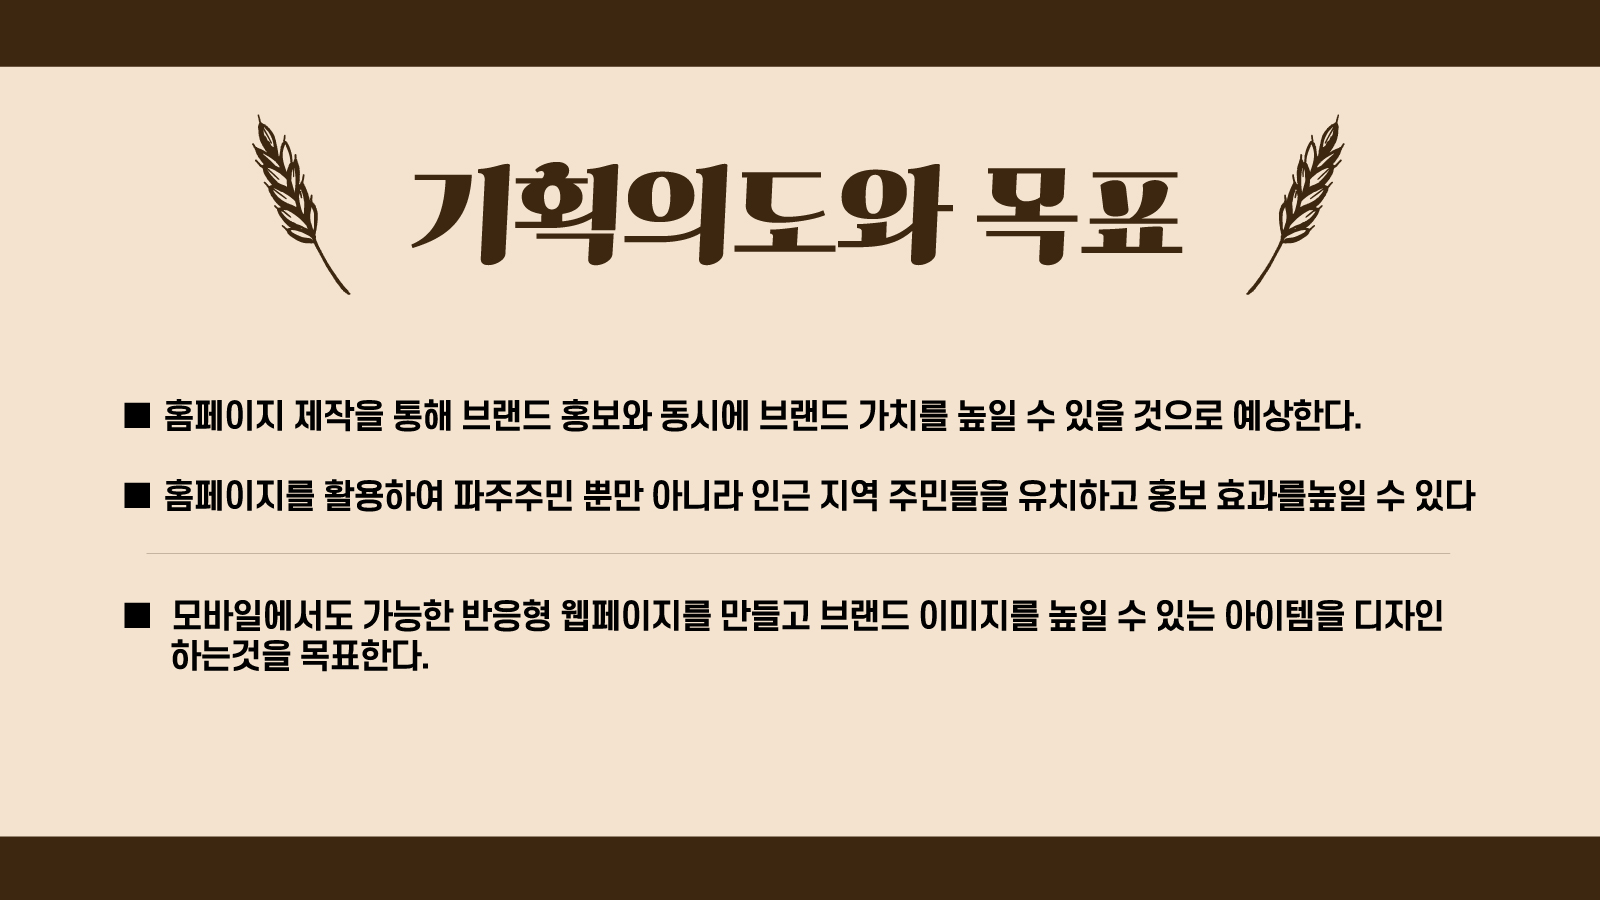 기획의도와 목표
■ 홈페이지 제작을 통해 브랜드 홍보와 동시에 브랜드 가치를 높일 수 있을 것으로 예상한다.
■ 홈페이지를 활용하여 파주주민 뿐만 아니라 인근 지역 주민들을 유치하고 홍보 효과를높일 수 있다
■ 모바일에서도 가능한 반응형 웹페이지를 만들고 브랜드 이미지를 높일 수 있는 아이템을 디자인
하는것을 목표한다.